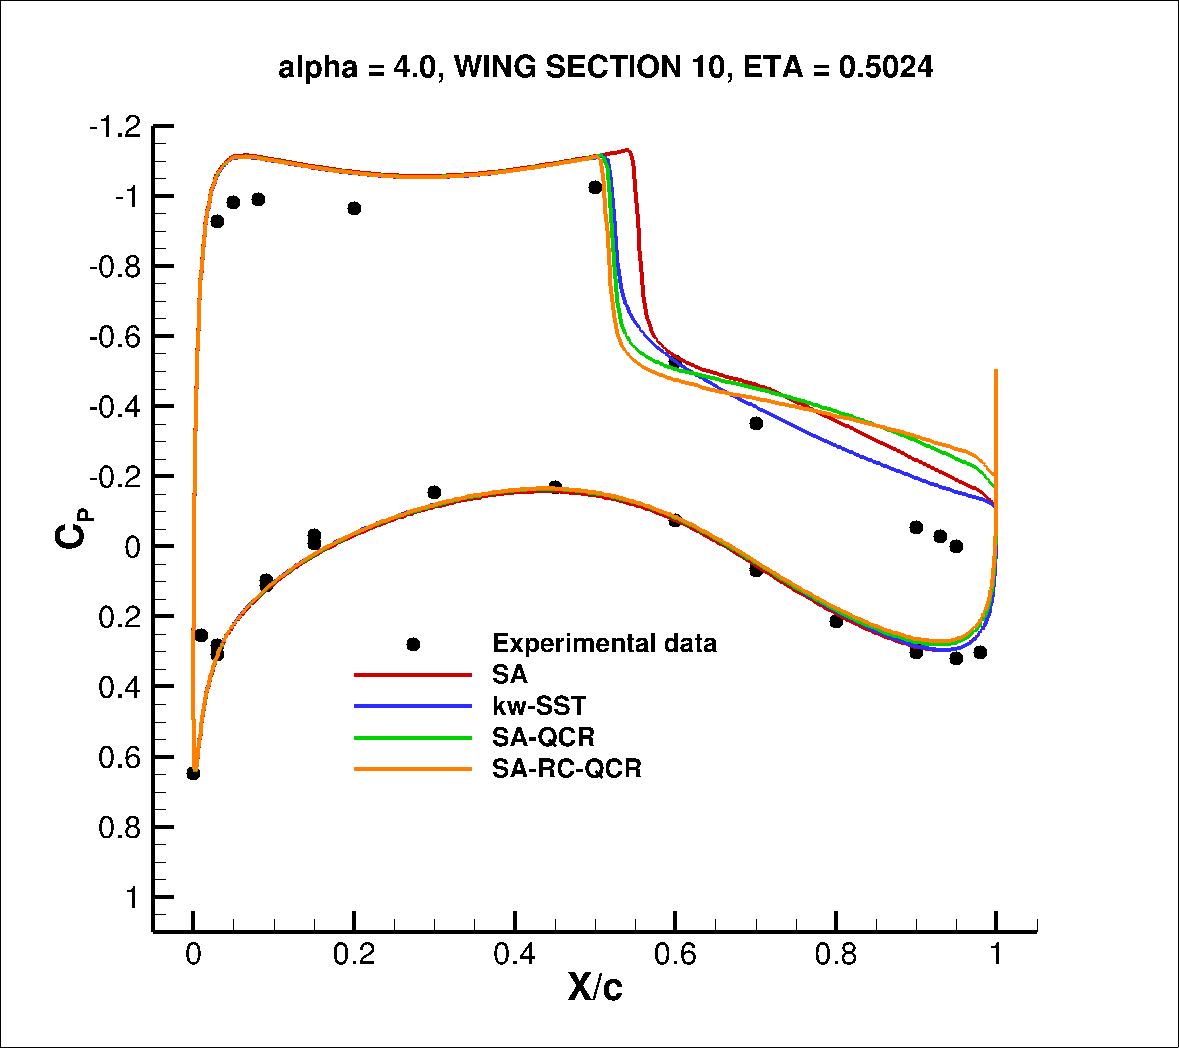 alpha = 4.0, WING SECTION 10, ETA = 0.5024
-1.2
-1
-0.8
-0.6
-0.4
-0.2
0
0.2
0.4
0.6
0.8
1
CP
Experimental data
SA
kw-SST
SA-QCR
SA-RC-QCR
0 0.2 0.4 0.6 0.8 1
X/c